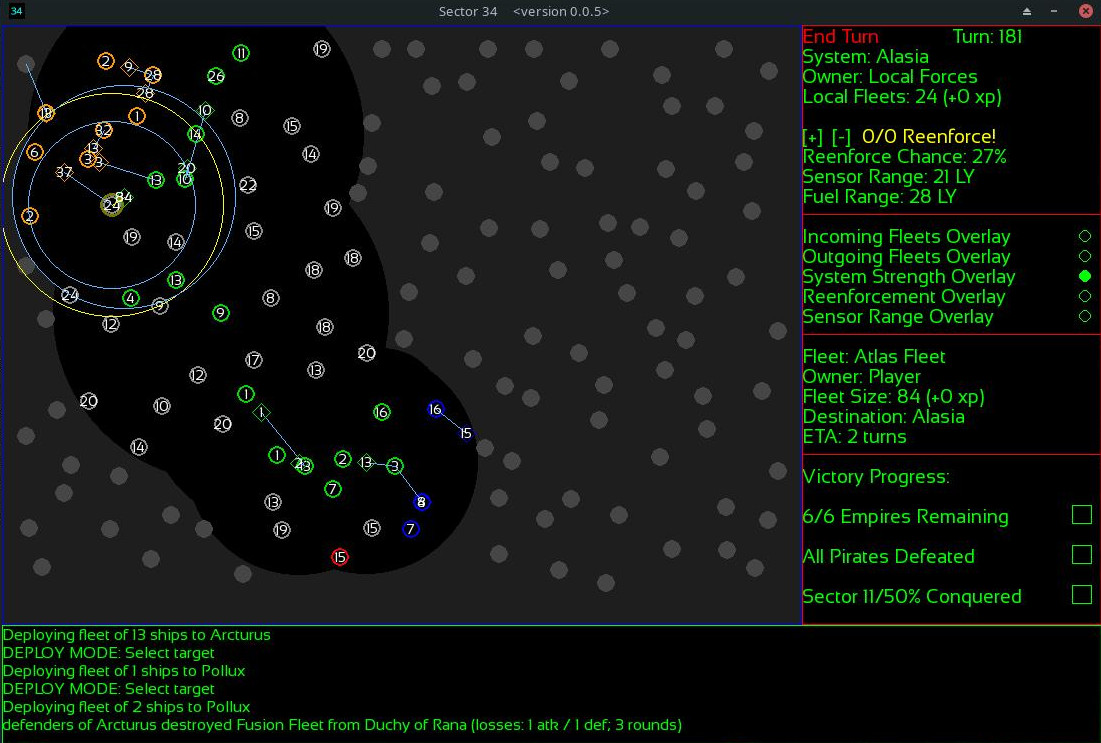 34
Sector 34 <version 0.0.5>
End Turn Turn: 181
System: Alasia
Owner: Local Forces
Local Fleets: 24 (+0 xp)
[+] [-] 0/0 Reenforce!
Reenforce Chance: 27%
Sensor Range: 21 LY
Fuel Range: 28 LY
Incoming Fleets Overlay
Outgoing Fleets Overlay
System Strength Overlay
Reenforcement Overlay
Sensor Range Overlay
Fleet: Atlas Fleet
Owner: Player
Fleet Size: 84 (+0 xp)
Destination: Alasia
ETA: 2 turns
Victory Progress:
6/6 Empires Remaining
All Pirates Defeated
Sector 11/50% Conquered
11
19
2
9
28
26
28
10
8
15
1
14
32
14
6
13
20
37
13
10
22
84
24
2
19
19
14
15
18
18
13
24
4
9
9
8
12
18
17
20
12
13
20
10
1
1
20
16
16
15
14
1
2
13
3
7
13
8
19
15
7
15
Deploying fleet of 13 ships to Arcturus
DEPLOY MODE: Select target
Deploying fleet of 1 ships to Pollux
DEPLOY MODE: Select target
Deploying fleet of 2 ships to Pollux
defenders of Arcturus destroyed Fusion Fleet from Duchy of Rana (losses: 1 atk / 1 def; 3 rounds)